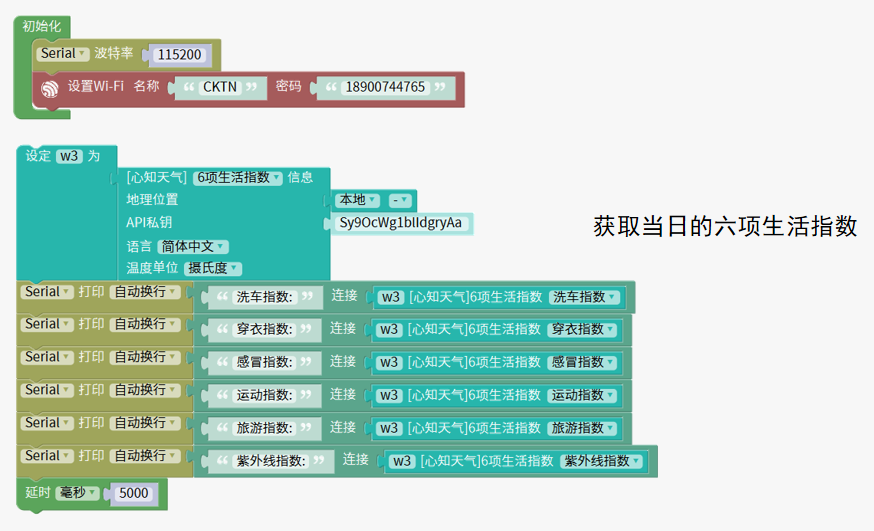 初始化
Serial 波特率 115200
设置Wi-Fi 名称 “ CKTN ” 密码 “ 18900744765 ”
设定 w3 为
[心知天气] 6项生活指数 信息
地理位置 本地 -
API私钥 Sy9OcWg1blIdgryAa
语言 简体中文
温度单位 摄氏度
获取当日的六项生活指数
Serial 打印 自动换行 “ 洗车指数: ” 连接 w3 [心知天气]6项生活指数 洗车指数
Serial 打印 自动换行 “ 穿衣指数: ” 连接 w3 [心知天气]6项生活指数 穿衣指数
Serial 打印 自动换行 “ 感冒指数: ” 连接 w3 [心知天气]6项生活指数 感冒指数
Serial 打印 自动换行 “ 运动指数: ” 连接 w3 [心知天气]6项生活指数 运动指数
Serial 打印 自动换行 “ 旅游指数: ” 连接 w3 [心知天气]6项生活指数 旅游指数
Serial 打印 自动换行 “ 紫外线指数: ” 连接 w3 [心知天气]6项生活指数 紫外线指数
延时 毫秒 5000